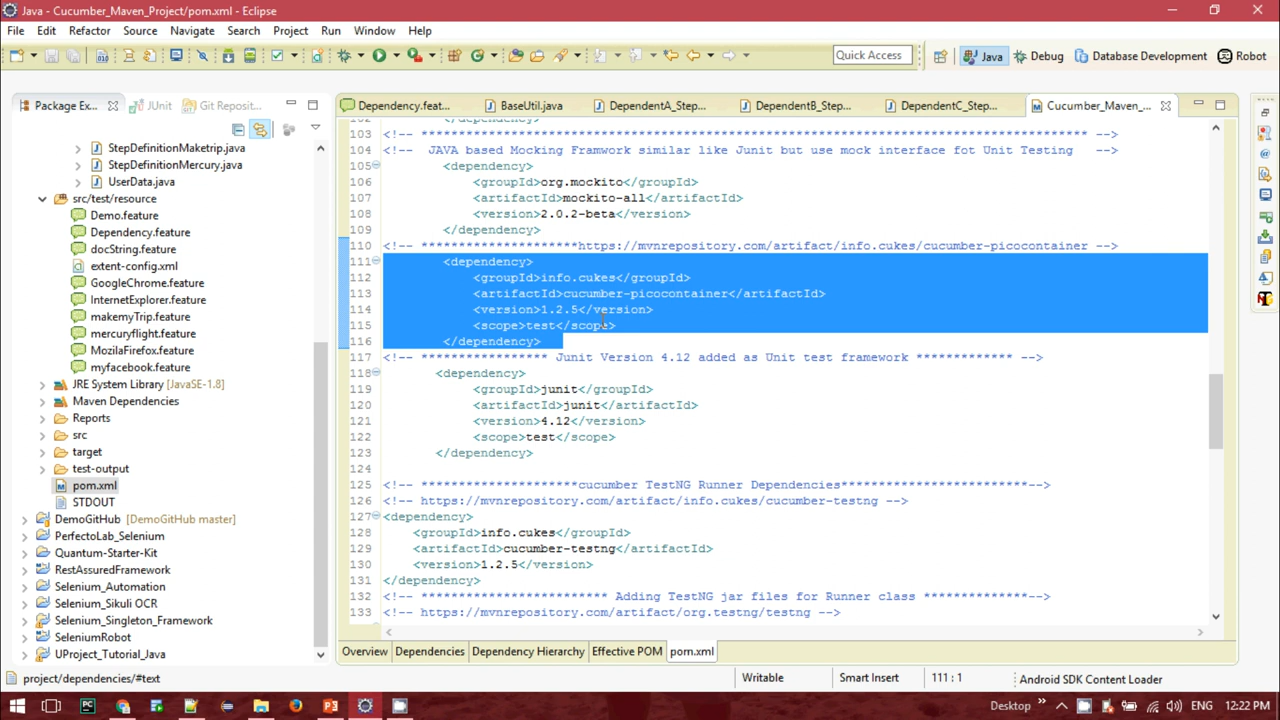 Java - Cucumber_Maven_Project/pom.xml - Eclipse
File Edit Refactor Source Navigate Search Project Run Window Help
Quick Access Java Debug Database Development Robot
Package Ex... JUnit Git Reposit...
Dependency.feat... BaseUtil.java DependentA_Step... DependentB_Step... DependentC_Step... Cucumber_Maven_...
StepDefinitionMaketrip.java
StepDefinitionMercury.java
UserData.java
src/test/resource
Demo.feature
Dependency.feature
docString.feature
extent-config.xml
GoogleChrome.feature
InternetExplorer.feature
makemyTrip.feature
mercuryflight.feature
MozilaFirefox.feature
myfacebook.feature
JRE System Library [JavaSE-1.8]
Maven Dependencies
Reports
src
target
test-output
pom.xml
STDOUT
DemoGitHub [DemoGitHub master]
PerfectoLab_Selenium
Quantum-Starter-Kit
RestAssuredFramework
Selenium_Automation
Selenium_Sikuli OCR
Selenium_Singleton_Framework
SeleniumRobot
UProject_Tutorial_Java
102 </dependency>
103 <!-- ***************************************************************************************** -->
104 <!-- JAVA based Mocking Framwork similar like Junit but use mock interface fot Unit Testing -->
105 <dependency>
106 <groupId>org.mockito</groupId>
107 <artifactId>mockito-all</artifactId>
108 <version>2.0.2-beta</version>
109 </dependency>
110 <!-- *********************https://mvnrepository.com/artifact/info.cukes/cucumber-picocontainer -->
111 <dependency>
112 <groupId>info.cukes</groupId>
113 <artifactId>cucumber-picocontainer</artifactId>
114 <version>1.2.5</version>
115 <scope>test</scope>
116 </dependency>
117 <!-- ***************** Junit Version 4.12 added as Unit test framework ************* -->
118 <dependency>
119 <groupId>junit</groupId>
120 <artifactId>junit</artifactId>
121 <version>4.12</version>
122 <scope>test</scope>
123 </dependency>
124
125 <!-- *********************cucumber TestNG Runner Dependencies*************************-->
126 <!-- https://mvnrepository.com/artifact/info.cukes/cucumber-testng -->
127 <dependency>
128 <groupId>info.cukes</groupId>
129 <artifactId>cucumber-testng</artifactId>
130 <version>1.2.5</version>
131 </dependency>
132 <!-- ************************* Adding TestNG jar files for Runner class **************-->
133 <!-- https://mvnrepository.com/artifact/org.testng/testng -->
Overview Dependencies Dependency Hierarchy Effective POM pom.xml
project/dependencies/#text Writable Smart Insert 111 : 1 Android SDK Content Loader
Desktop ENG 12:22 PM